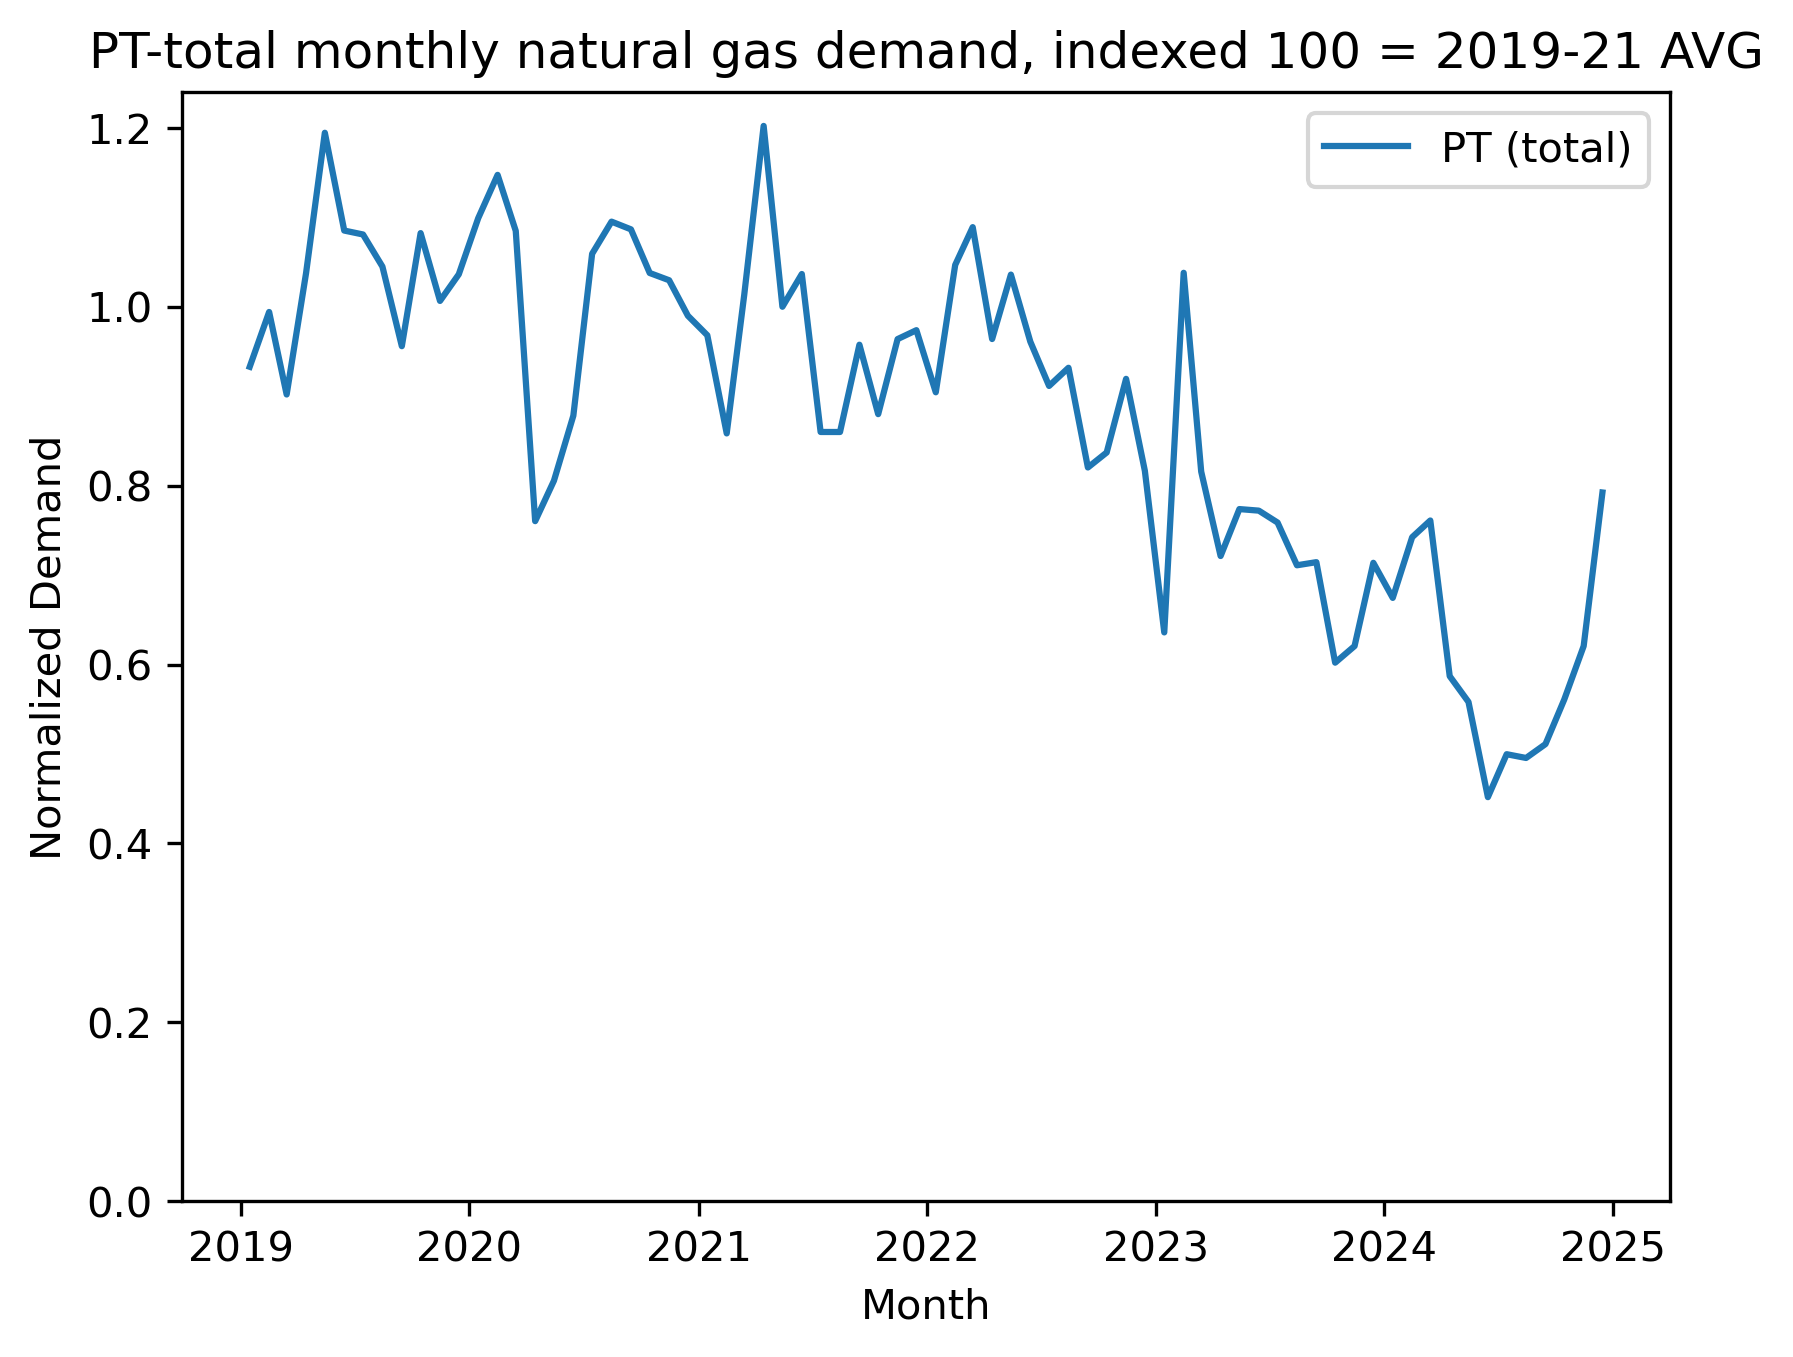 PT-total monthly natural gas demand, indexed 100 = 2019-21 AVG
PT (total)
Normalized Demand
1.2
1.0
0.8
0.6
0.4
0.2
0.0
2019 2020 2021 2022 2023 2024 2025
Month